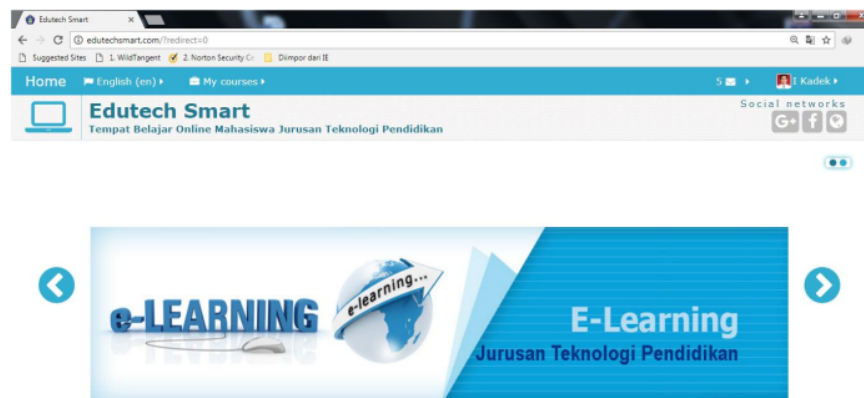 Edutech Smart
edutechsmart.com/?redirect=0
Suggested Sites 1. WildTangent 2. Norton Security Ce Diimpor dari IE
Home English (en) My courses 5 I Kadek
Edutech Smart
Tempat Belajar Online Mahasiswa Jurusan Teknologi Pendidikan
Social networks
G+ f
e-LEARNING
e-learning...
E-Learning
Jurusan Teknologi Pendidikan